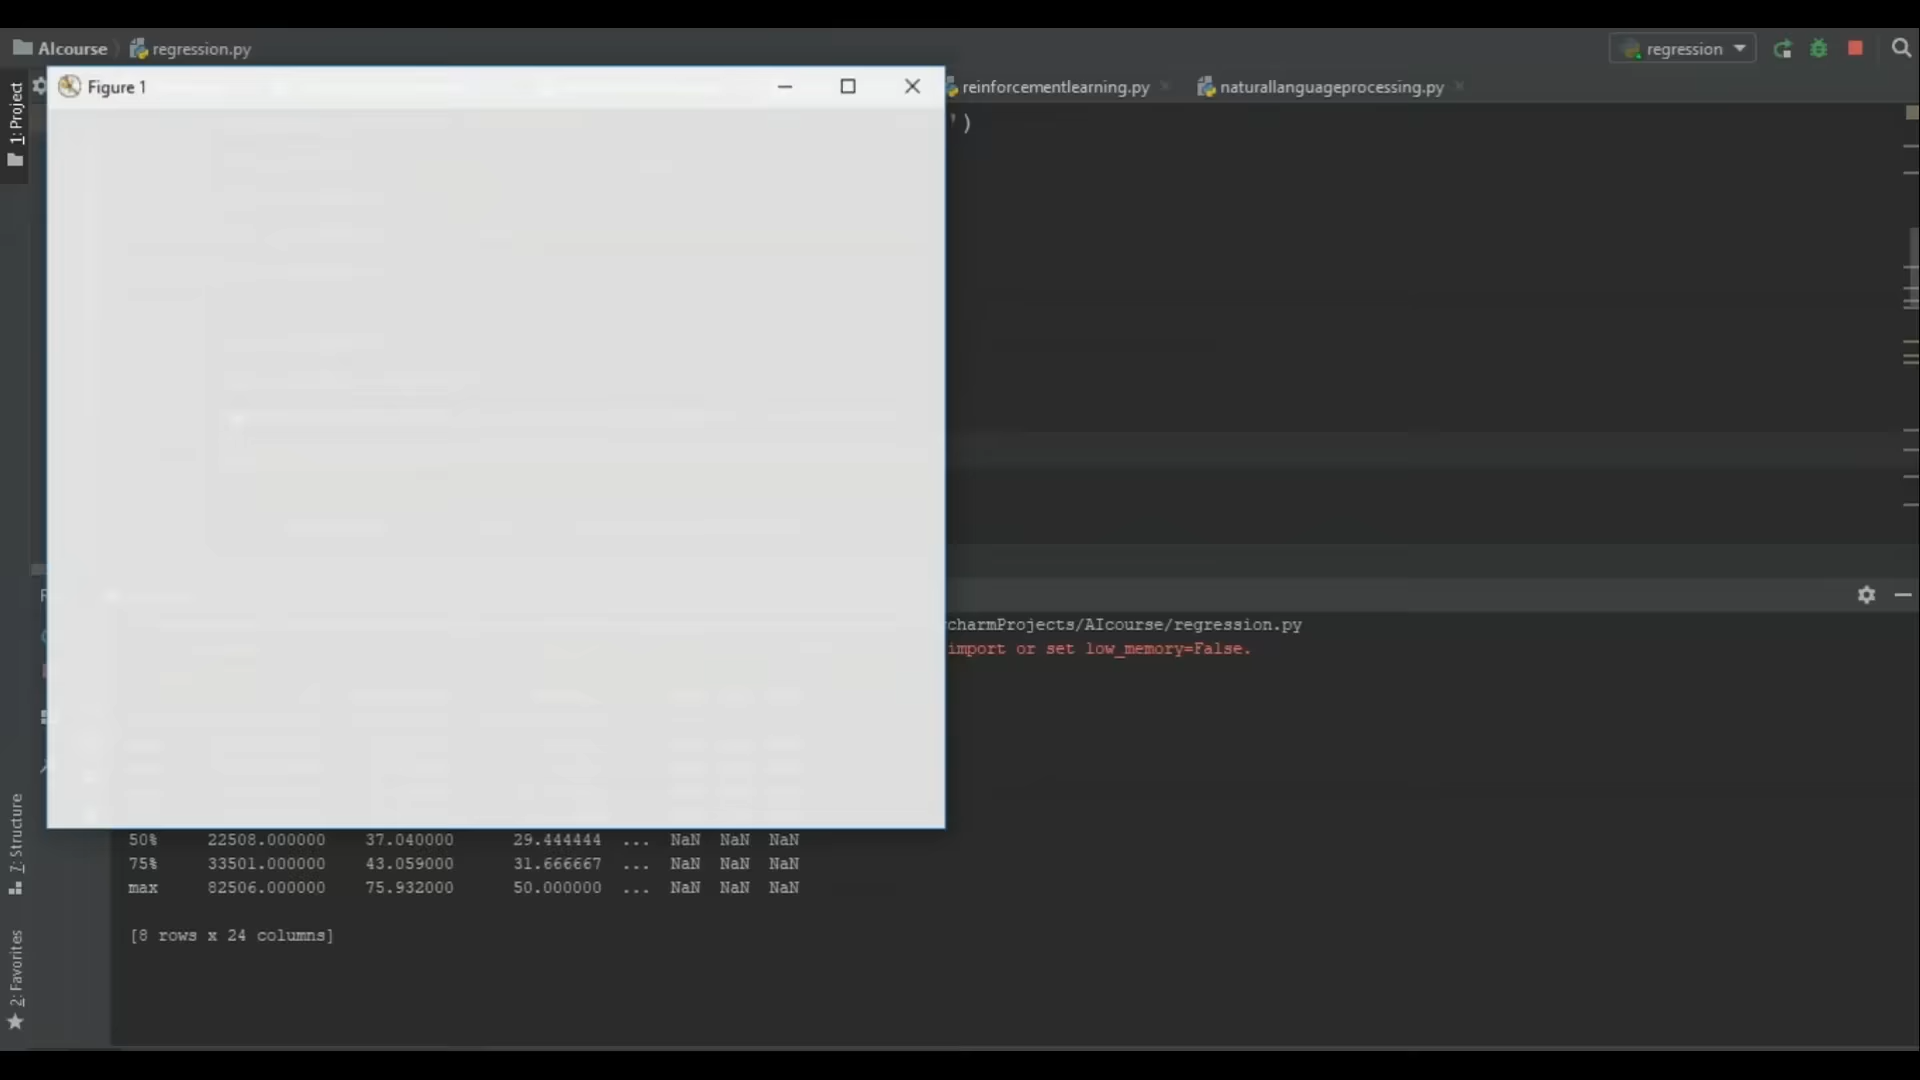 AIcourse regression.py regression
Figure 1 reinforcementlearning.py naturallanguageprocessing.py
1: Project
')
charmProjects/AIcourse/regression.py
import or set low_memory=False.
50% 22508.000000 37.040000 29.444444 ... NaN NaN NaN
75% 33501.000000 43.059000 31.666667 ... NaN NaN NaN
max 82506.000000 75.932000 50.000000 ... NaN NaN NaN
[8 rows x 24 columns]
7: Structure
2: Favorites